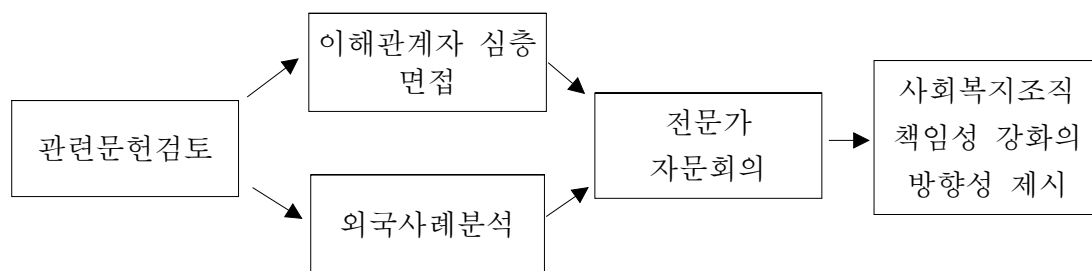 관련문헌검토
이해관계자 심층
면접
외국사례분석
전문가
자문회의
사회복지조직
책임성 강화의
방향성 제시